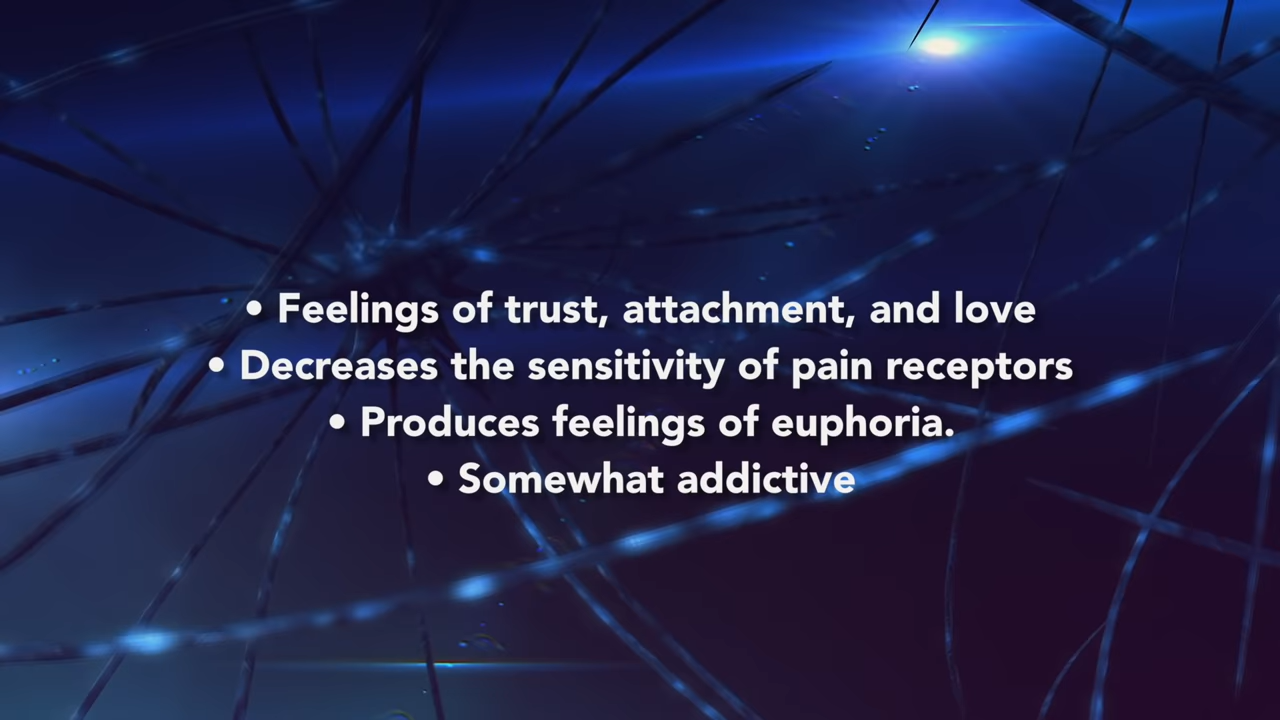 • Feelings of trust, attachment, and love
• Decreases the sensitivity of pain receptors
• Produces feelings of euphoria.
• Somewhat addictive